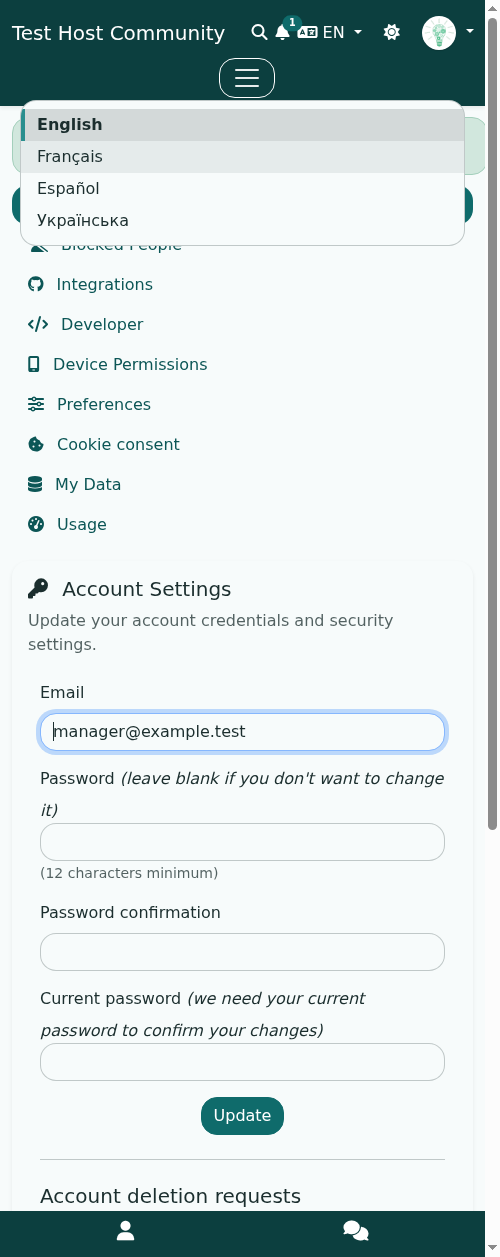 Test Host Community
1
EN
English
Français
Español
Українська
Blocked People
Integrations
Developer
Device Permissions
Preferences
Cookie consent
My Data
Usage
Account Settings
Update your account credentials and security
settings.
Email
manager@example.test
Password (leave blank if you don't want to change
it)
(12 characters minimum)
Password confirmation
Current password (we need your current
password to confirm your changes)
Update
Account deletion requests